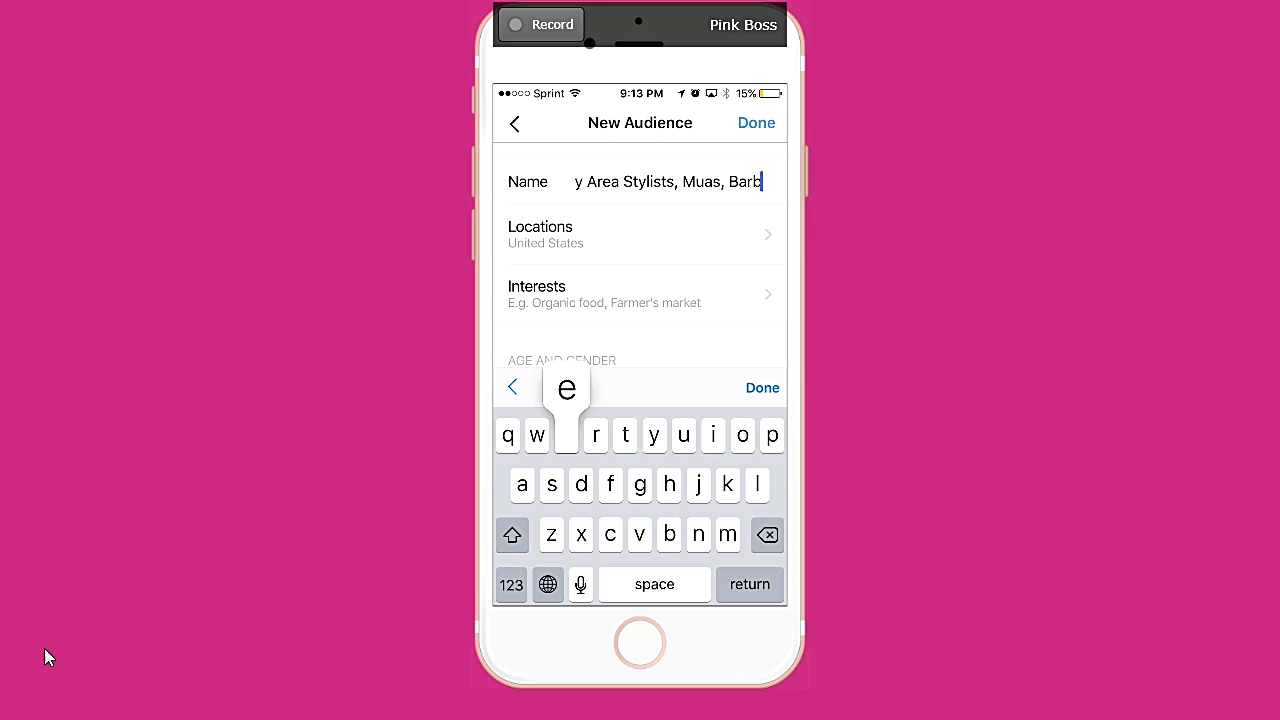 Record Pink Boss
Sprint 9:13 PM 15%
New Audience Done
Name y Area Stylists, Muas, Barb
Locations
United States
Interests
E.g. Organic food, Farmer's market
AGE AND GENDER
e Done
q w r t y u i o p
a s d f g h j k l
z x c v b n m
123 space return